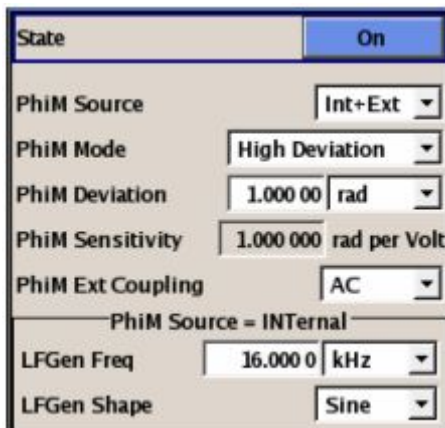 State On
PhiM Source Int+Ext
PhiM Mode High Deviation
PhiM Deviation 1.000 00 rad
PhiM Sensitivity 1.000 000 rad per Volt
PhiM Ext Coupling AC
PhiM Source = INTernal
LFGen Freq 16.000 0 kHz
LFGen Shape Sine